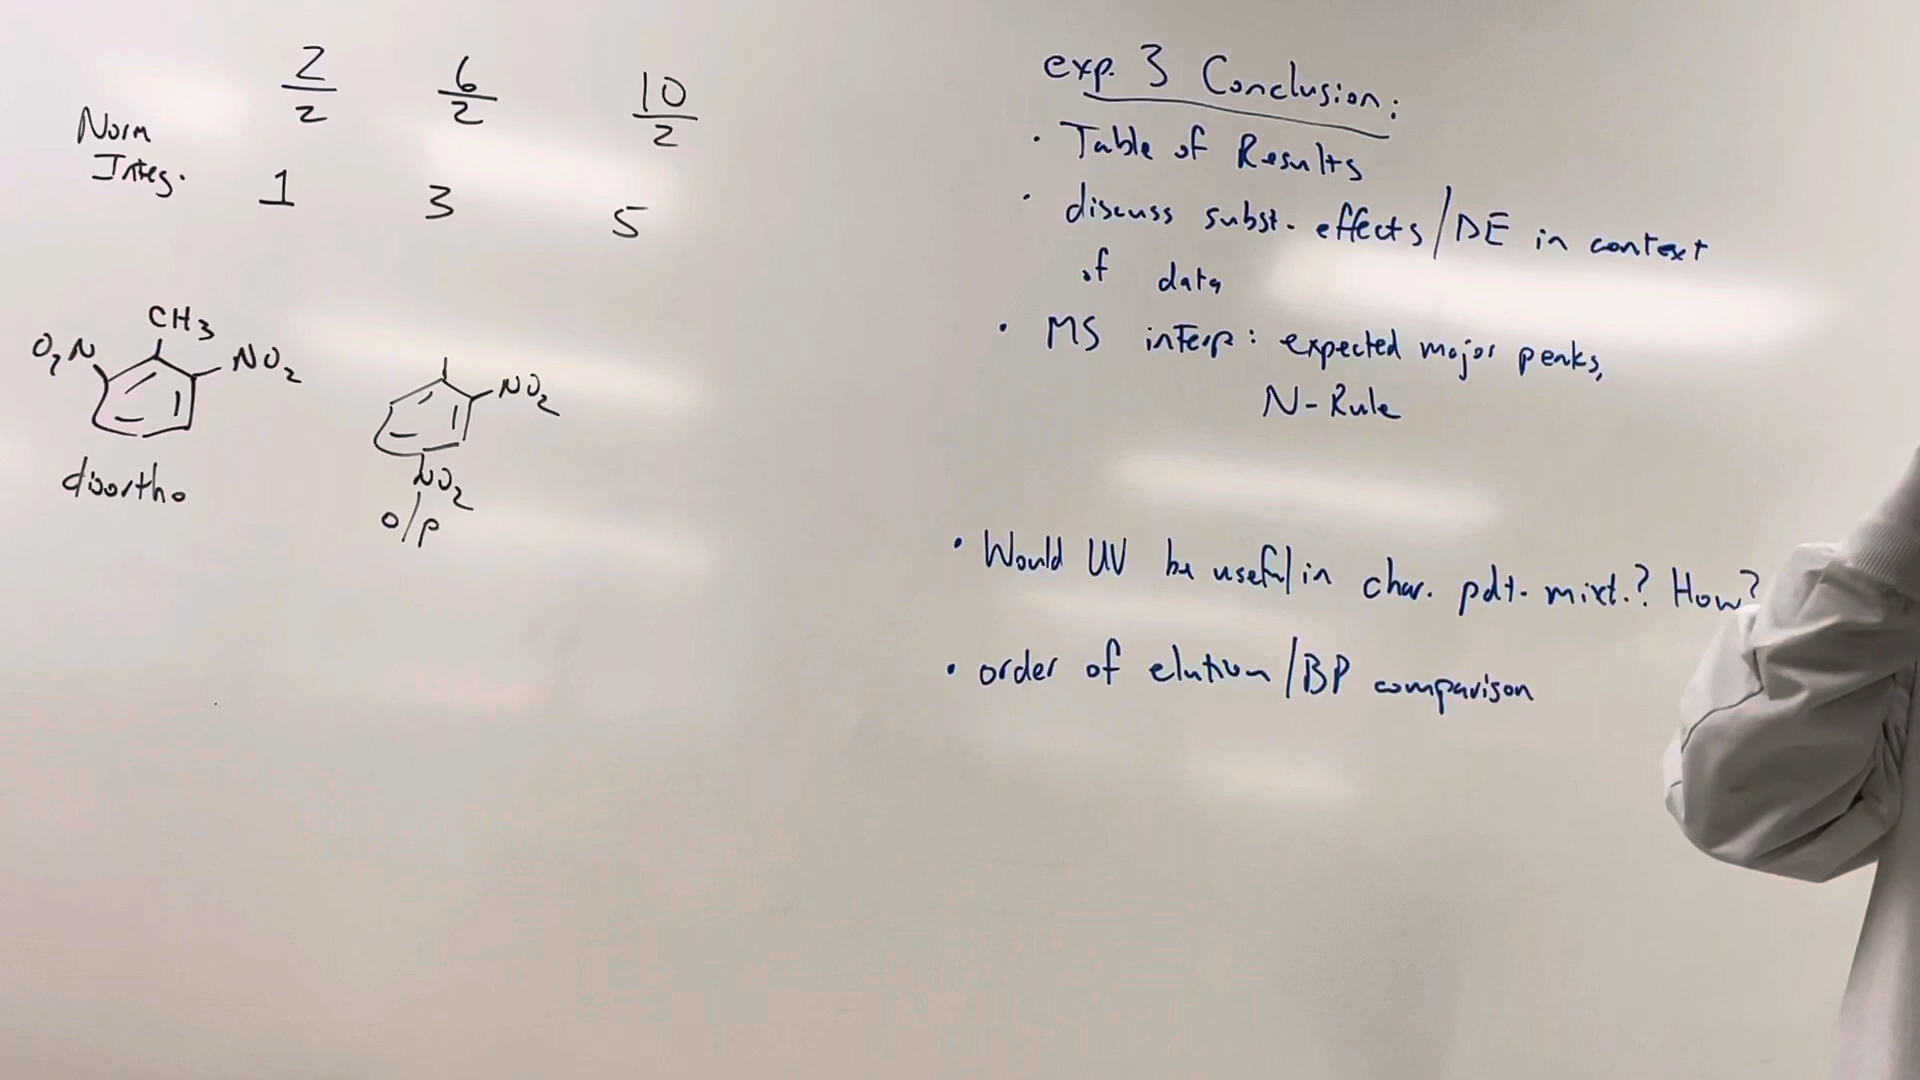 2/2 6/2 10/2
Norm
Integ. 1 3 5
CH3
O2N NO2
NO2
NO2
diortho
o/p
exp. 3 Conclusion:
· Table of Results
· discuss subst. effects/DE in context
of data
· MS interp: expected major peaks,
N-Rule
· Would UV be useful in char. pdt. mixt.? How?
· order of elution/BP comparison